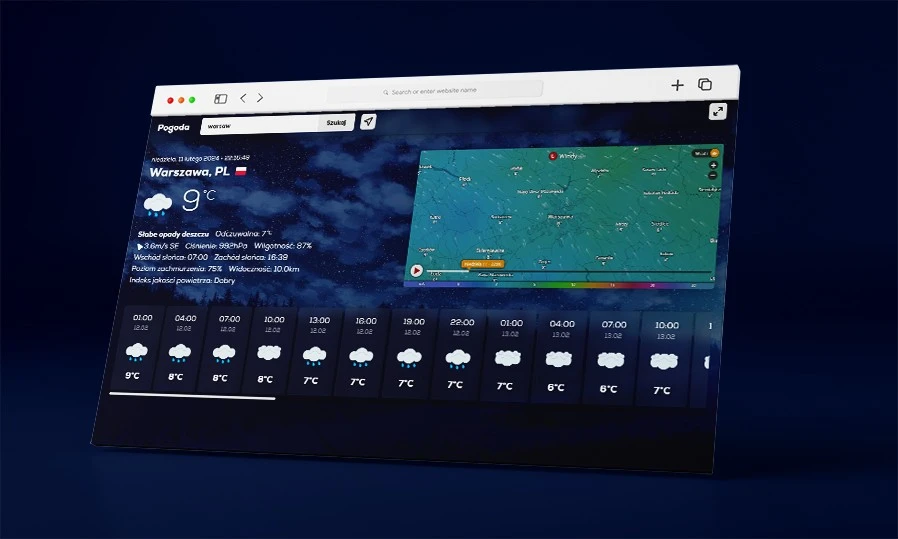 Search or enter website name
Pogoda
warsaw
Szukaj
Niedziela, 11 lutego 2024 - 22:15:49
Warszawa, PL
9°C
Słabe opady deszczu Odczuwalna: 7°C
3.6m/s SE Ciśnienie: 992hPa Wilgotność: 87%
Wschód słońca: 07:00 Zachód słońca: 16:39
Poziom zachmurzenia: 75% Widoczność: 10.0km
Indeks jakości powietrza: Dobry
Windy
Płock
Warszawa
01:00 04:00 07:00 10:00 13:00 16:00 19:00 22:00 01:00 04:00 07:00 10:00 1
12.02 12.02 12.02 12.02 12.02 12.02 12.02 12.02 13.02 13.02 13.02 13.02
9°C 8°C 8°C 8°C 7°C 7°C 7°C 7°C 7°C 6°C 6°C 7°C